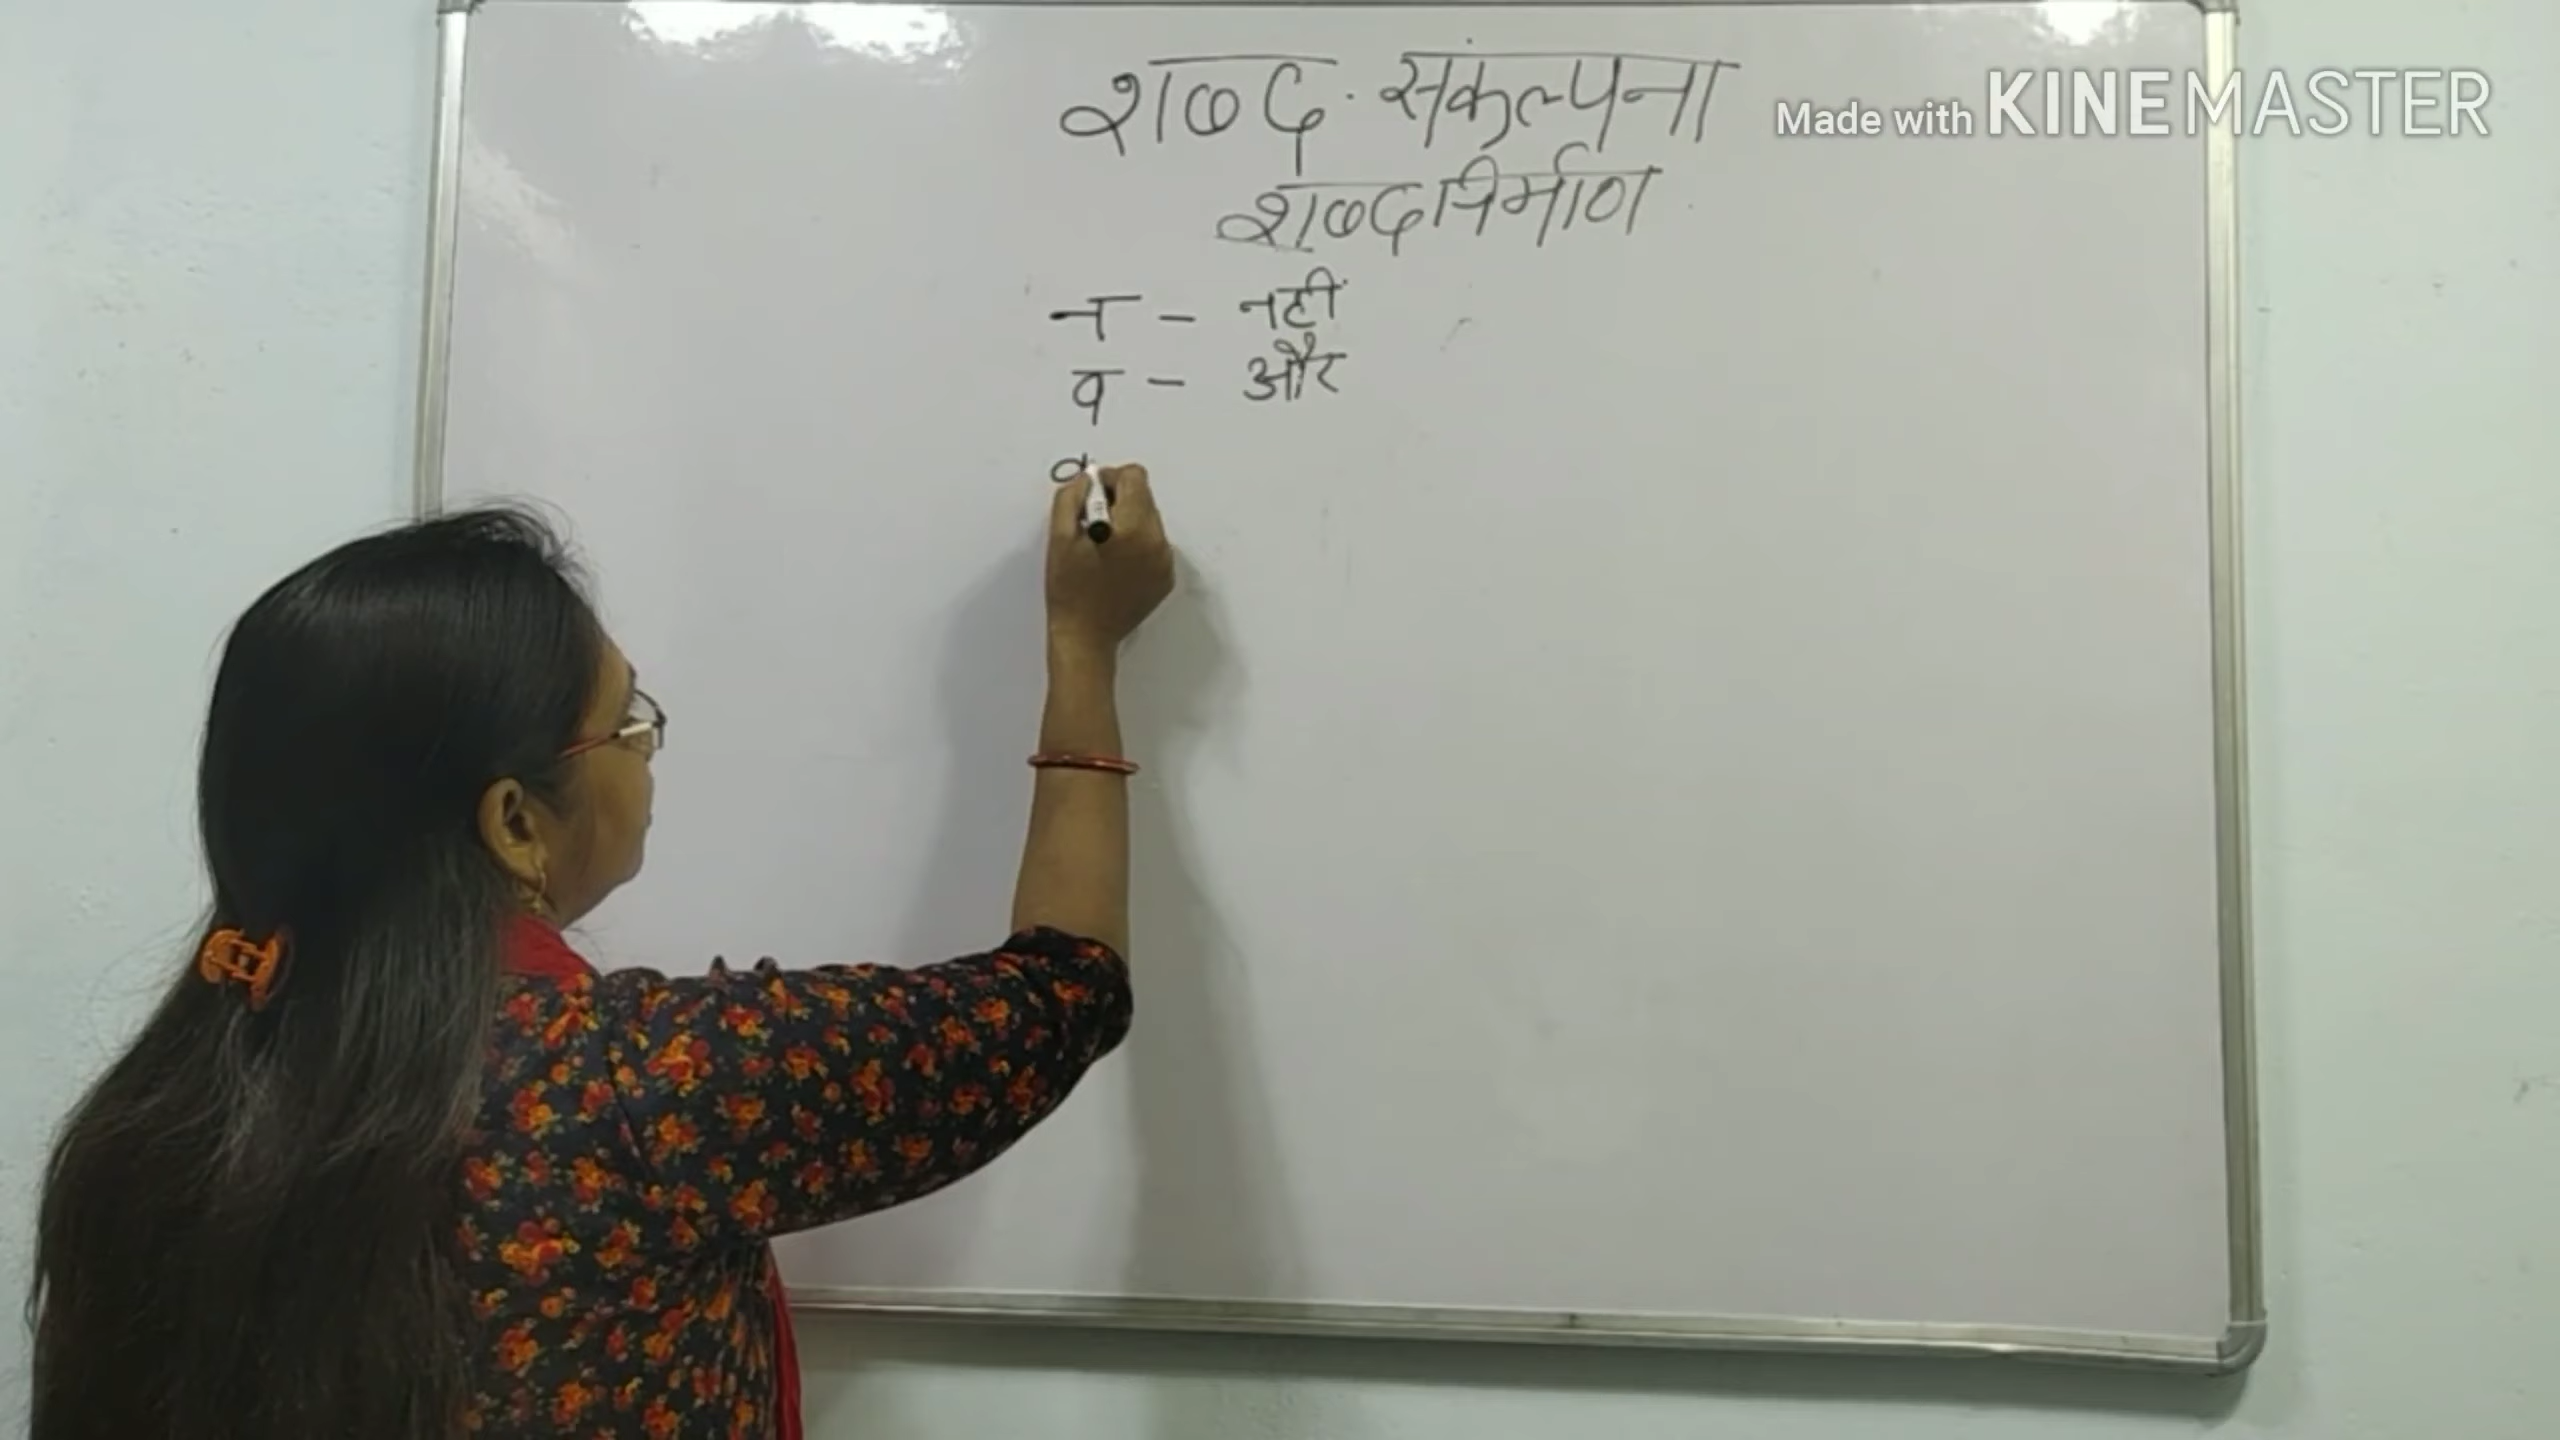 शब्द. संकल्पना
Made with KINEMASTER
शब्दनिर्माण
न - नहीं
व - और